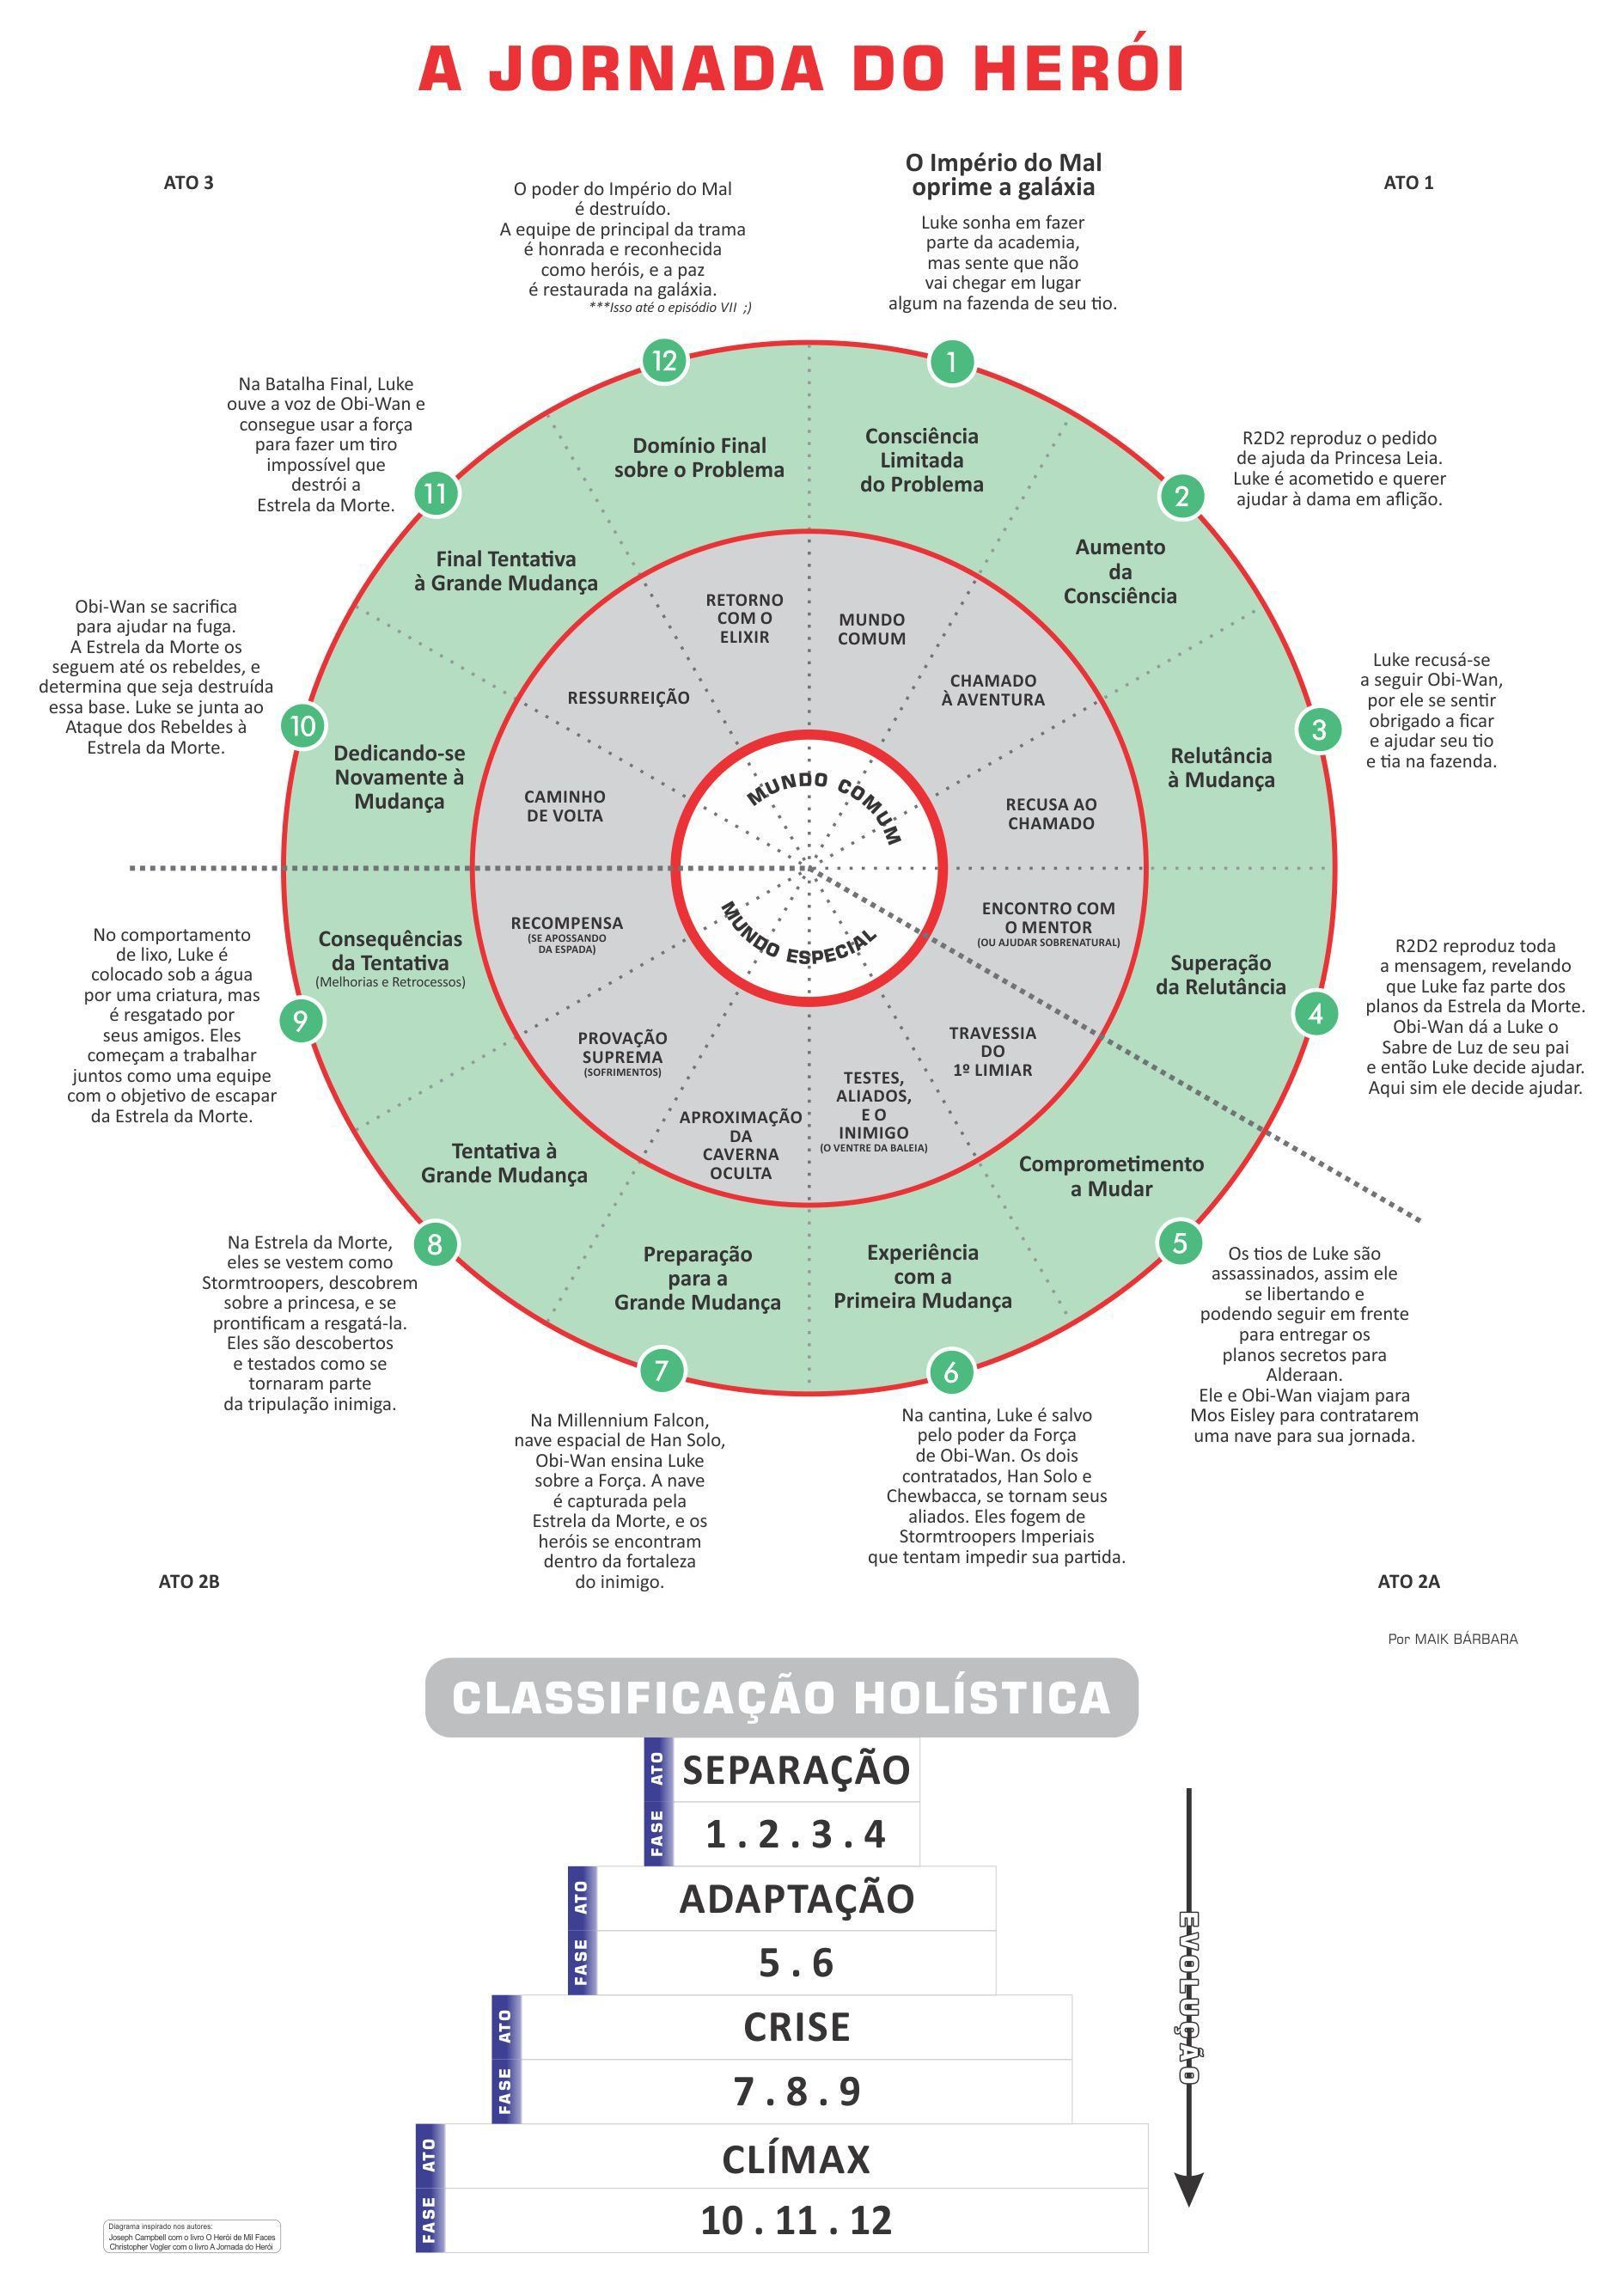 A JORNADA DO HERÓI
ATO 3
ATO 1
O Império do Mal
oprime a galáxia
Luke sonha em fazer
parte da academia,
mas sente que não
vai chegar em lugar
algum na fazenda de seu tio.
O poder do Império do Mal
é destruído.
A equipe de principal da trama
é honrada e reconhecida
como heróis, e a paz
é restaurada na galáxia.
***Isso até o episódio VII ;)
12
1
Na Batalha Final, Luke
ouve a voz de Obi-Wan e
consegue usar a força
para fazer um tiro
impossível que
destrói a
Estrela da Morte.
11
R2D2 reproduz o pedido
de ajuda da Princesa Leia.
Luke é acometido e querer
ajudar à dama em aflição.
2
Domínio Final
sobre o Problema
Consciência
Limitada
do Problema
Final Tentativa
à Grande Mudança
Aumento
da
Consciência
Obi-Wan se sacrifica
para ajudar na fuga.
A Estrela da Morte os
seguem até os rebeldes, e
determina que seja destruída
essa base. Luke se junta ao
Ataque dos Rebeldes à
Estrela da Morte.
10
Luke recusá-se
a seguir Obi-Wan,
por ele se sentir
obrigado a ficar
e ajudar seu tio
e tia na fazenda.
3
Dedicando-se
Novamente à
Mudança
Relutância
à Mudança
RETORNO
COM O
ELIXIR
MUNDO
COMUM
RESSURREIÇÃO
CHAMADO
À AVENTURA
CAMINHO
DE VOLTA
RECUSA AO
CHAMADO
MUNDO COMUM
MUNDO ESPECIAL
RECOMPENSA
(SE APOSSANDO
DA ESPADA)
ENCONTRO COM
O MENTOR
(OU AJUDAR SOBRENATURAL)
Consequências
da Tentativa
(Melhorias e Retrocessos)
Superação
da Relutância
No comportamento
de lixo, Luke é
colocado sob a água
por uma criatura, mas
é resgatado por
seus amigos. Eles
começam a trabalhar
juntos como uma equipe
com o objetivo de escapar
da Estrela da Morte.
9
R2D2 reproduz toda
a mensagem, revelando
que Luke faz parte dos
planos da Estrela da Morte.
Obi-Wan dá a Luke o
Sabre de Luz de seu pai
e então Luke decide ajudar.
Aqui sim ele decide ajudar.
4
PROVAÇÃO
SUPREMA
(SOFRIMENTOS)
TRAVESSIA
DO
1º LIMIAR
APROXIMAÇÃO
DA
CAVERNA
OCULTA
TESTES,
ALIADOS,
E O
INIMIGO
(O VENTRE DA BALEIA)
Tentativa à
Grande Mudança
Comprometimento
a Mudar
8
5
Preparação
para a
Grande Mudança
Experiência
com a
Primeira Mudança
7
6
Na Estrela da Morte,
eles se vestem como
Stormtroopers, descobrem
sobre a princesa, e se
prontificam a resgatá-la.
Eles são descobertos
e testados como se
tornaram parte
da tripulação inimiga.
Os tios de Luke são
assassinados, assim ele
se libertando e
podendo seguir em frente
para entregar os
planos secretos para
Alderaan.
Ele e Obi-Wan viajam para
Mos Eisley para contratarem
uma nave para sua jornada.
Na Millennium Falcon,
nave espacial de Han Solo,
Obi-Wan ensina Luke
sobre a Força. A nave
é capturada pela
Estrela da Morte, e os
heróis se encontram
dentro da fortaleza
do inimigo.
Na cantina, Luke é salvo
pelo poder da Força
de Obi-Wan. Os dois
contratados, Han Solo e
Chewbacca, se tornam seus
aliados. Eles fogem de
Stormtroopers Imperiais
que tentam impedir sua partida.
ATO 2B
ATO 2A
Por MAIK BÁRBARA
CLASSIFICAÇÃO HOLÍSTICA
ATO
SEPARAÇÃO
FASE
1 . 2 . 3 . 4
ATO
ADAPTAÇÃO
FASE
5 . 6
ATO
CRISE
FASE
7 . 8 . 9
ATO
CLÍMAX
FASE
10 . 11 . 12
EVOLUÇÃO
Diagrama inspirado nos autores:
Joseph Campbell com o livro O Herói de Mil Faces
Christopher Vogler com o livro A Jornada do Herói